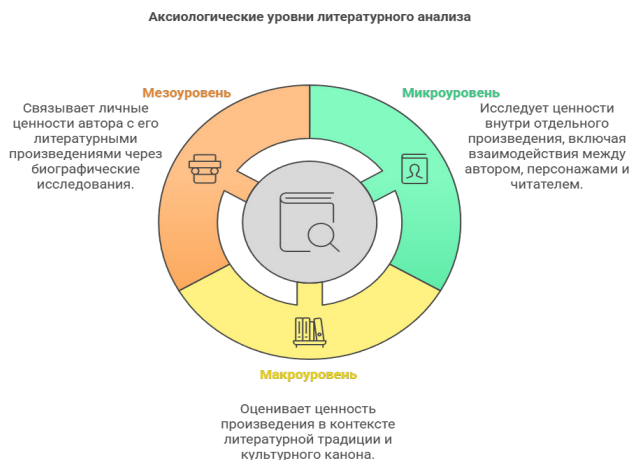 Аксиологические уровни литературного анализа
Мезоуровень
Связывает личные
ценности автора с его
литературными
произведениями через
биографические
исследования.
Микроуровень
Исследует ценности
внутри отдельного
произведения, включая
взаимодействия между
автором, персонажами и
читателем.
Макроуровень
Оценивает ценность
произведения в контексте
литературной традиции и
культурного канона.